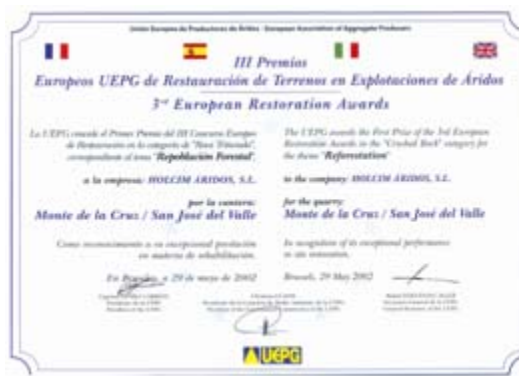 Unión Europea de Productores de Áridos - European Association of Aggregate Producers
III Premios
Europeos UEPG de Restauración de Terrenos en Explotaciones de Áridos
3rd European Restoration Awards
La UEPG concede el Primer Premio del III Concurso Europeo
de Restauración en la categoría de "Roca Triturada",
correspondiente al tema "Repoblación Forestal",
a la empresa: HOLCIM ÁRIDOS, S.L.
por la cantera:
Monte de la Cruz / San José del Valle
Como reconocimiento a su excepcional prestación
en materia de rehabilitación.
En Bruselas, a 29 de mayo de 2002
The UEPG awards the First Prize of the 3rd European
Restoration Awards in the "Crushed Rock" category for
the theme "Reforestation"
to the company: HOLCIM ÁRIDOS, S.L.
for the quarry:
Monte de la Cruz / San José del Valle
In recognition of its exceptional performance
in site restoration.
Brussels, 29 May 2002
UEPG